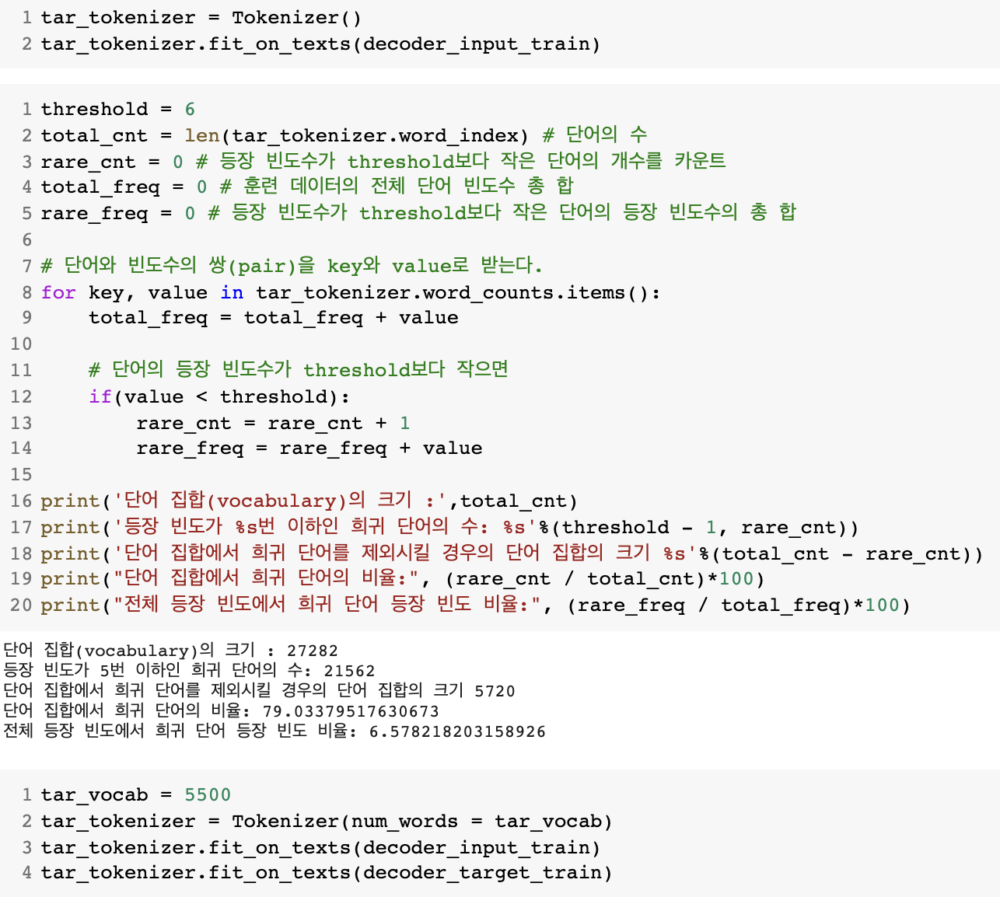 1 tar_tokenizer = Tokenizer()
2 tar_tokenizer.fit_on_texts(decoder_input_train)
1 threshold = 6
2 total_cnt = len(tar_tokenizer.word_index) # 단어의 수
3 rare_cnt = 0 # 등장 빈도수가 threshold보다 작은 단어의 개수를 카운트
4 total_freq = 0 # 훈련 데이터의 전체 단어 빈도수 총 합
5 rare_freq = 0 # 등장 빈도수가 threshold보다 작은 단어의 등장 빈도수의 총 합
6
7 # 단어와 빈도수의 쌍(pair)을 key와 value로 받는다.
8 for key, value in tar_tokenizer.word_counts.items():
9     total_freq = total_freq + value
10
11     # 단어의 등장 빈도수가 threshold보다 작으면
12     if(value < threshold):
13         rare_cnt = rare_cnt + 1
14         rare_freq = rare_freq + value
15
16 print('단어 집합(vocabulary)의 크기 :',total_cnt)
17 print('등장 빈도가 %s번 이하인 희귀 단어의 수: %s'%(threshold - 1, rare_cnt))
18 print('단어 집합에서 희귀 단어를 제외시킬 경우의 단어 집합의 크기 %s'%(total_cnt - rare_cnt))
19 print("단어 집합에서 희귀 단어의 비율:", (rare_cnt / total_cnt)*100)
20 print("전체 등장 빈도에서 희귀 단어 등장 빈도 비율:", (rare_freq / total_freq)*100)
단어 집합(vocabulary)의 크기 : 27282
등장 빈도가 5번 이하인 희귀 단어의 수: 21562
단어 집합에서 희귀 단어를 제외시킬 경우의 단어 집합의 크기 5720
단어 집합에서 희귀 단어의 비율: 79.03379517630673
전체 등장 빈도에서 희귀 단어 등장 빈도 비율: 6.578218203158926
1 tar_vocab = 5500
2 tar_tokenizer = Tokenizer(num_words = tar_vocab)
3 tar_tokenizer.fit_on_texts(decoder_input_train)
4 tar_tokenizer.fit_on_texts(decoder_target_train)